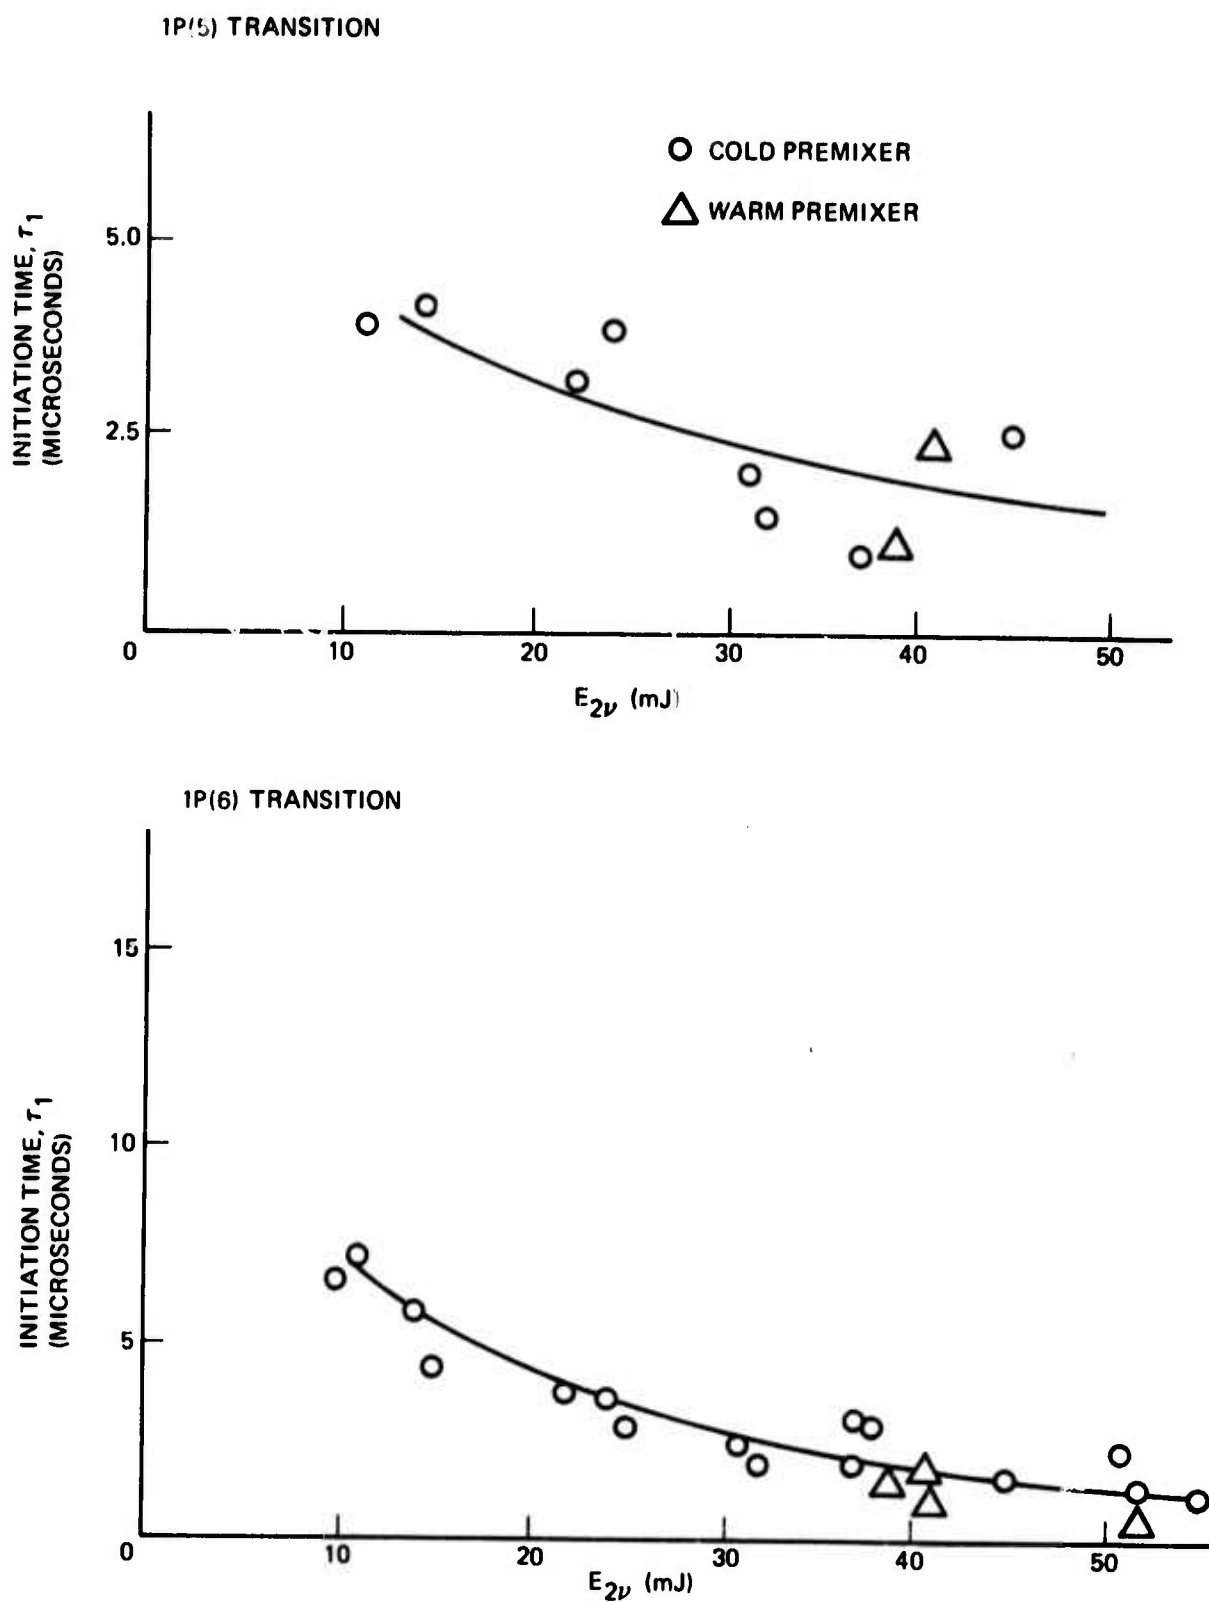 1P(5) TRANSITION
COLD PREMIXER
WARM PREMIXER
INITIATION TIME, τ1
(MICROSECONDS)
5.0
2.5
0 10 20 30 40 50
E2ν (mJ)
1P(6) TRANSITION
INITIATION TIME, τ1
(MICROSECONDS)
15
10
5
0 10 20 30 40 50
E2ν (mJ)